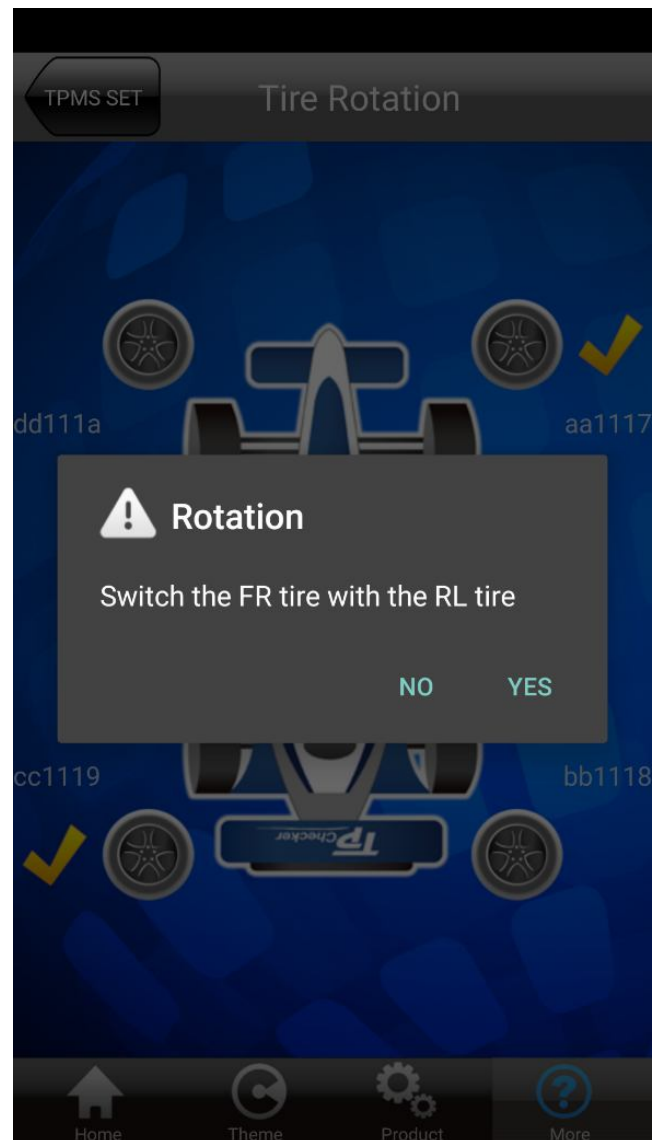 TPMS SET
Tire Rotation
dd111a
aa1117
Rotation
Switch the FR tire with the RL tire
NO
YES
cc1119
bb1118
TP Checker
Home
Theme
Product
More